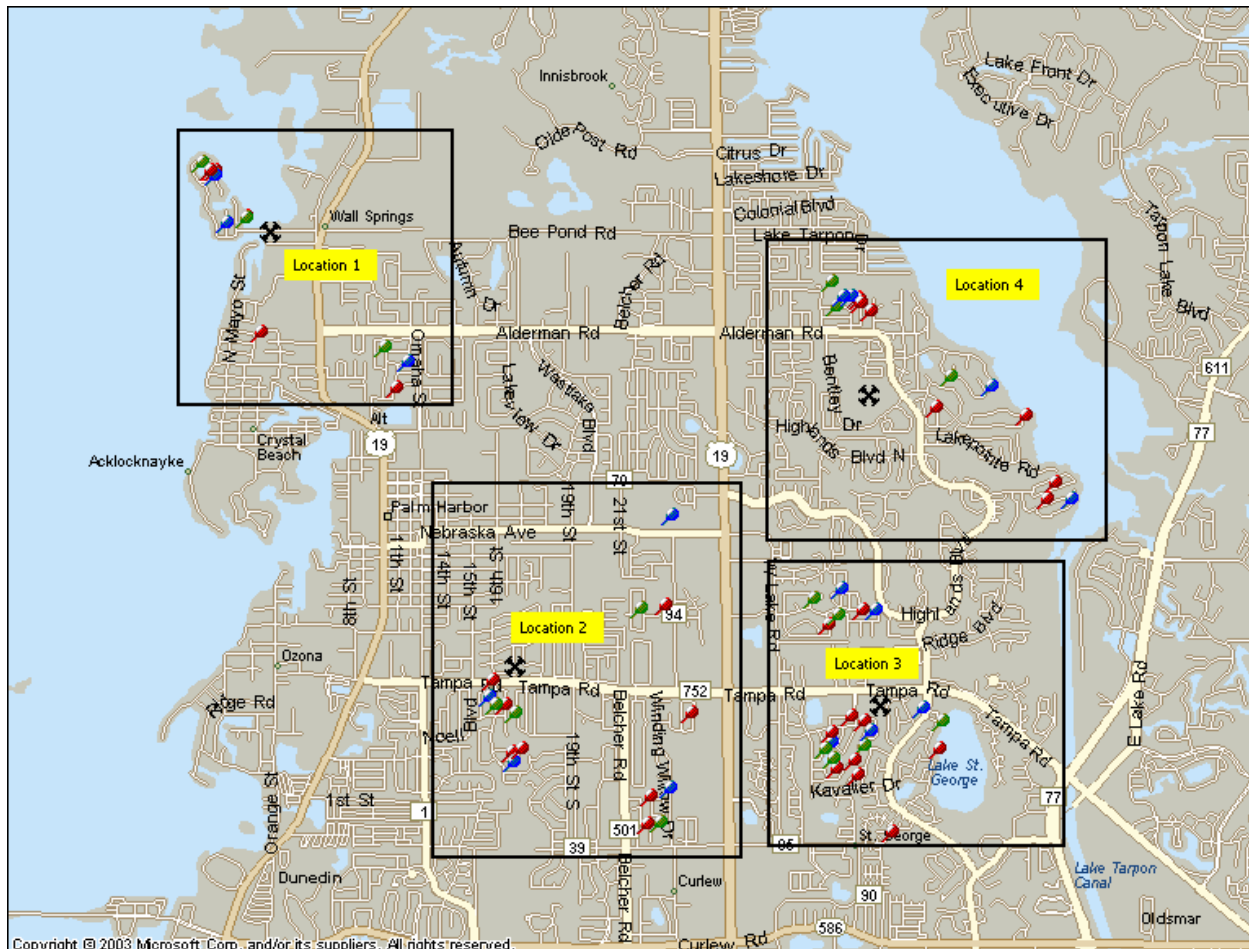 Innisbrook
Lake Front Dr
Executive Dr
Olde Post Rd
Citrus Dr
Lakeshore Dr
Colonial Blvd
Wall Springs
Bee Pond Rd
Lake Tarpon
Dr
Tarpon Lake Blvd
Location 1
Autumn Dr
Belcher Rd
Location 4
N Mayo St
Alderman Rd
Alderman Rd
Omaha S
Westlake Blvd
Lakeview Dr
Bentley
Dr
611
Alt
19
Crystal
Beach
Highlands
Blvd N
Lakepointe Rd
77
Acklocknayke
19
70
Palm Harbor
19th St
21st St
Nebraska Ave
11th St
14th St
15th St
16th St
8th St
W Lake Rd
Highl
ands Blvd
Ridge Blvd
94
Location 2
Location 3
Ozona
Tampa Rd
Tampa Rd
752
Tampa Rd
Tampa Rd
Tampa Rd
E Lake Rd
Noell
Blvd
Belcher Rd
Winding Willow Dr
19th St S
Lake St.
George
Kavalier Dr
Orange St
1st St
1
501
77
39
95
St. George
Dunedin
Belcher Rd
Curlew
90
Lake Tarpon
Canal
Oldsmar
586
Curlew Rd
Copyright © 2003 Microsoft Corp. and/or its suppliers. All rights reserved.